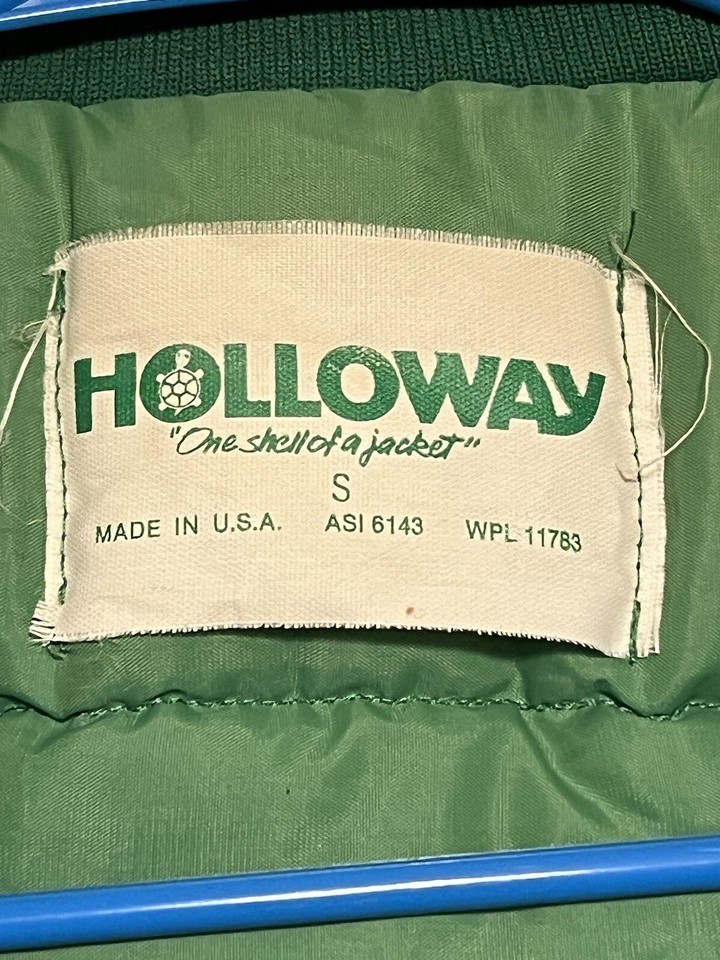 HOLLOWAY
"One shell of a jacket"
S
MADE IN U.S.A. ASI 6143 WPL 11783